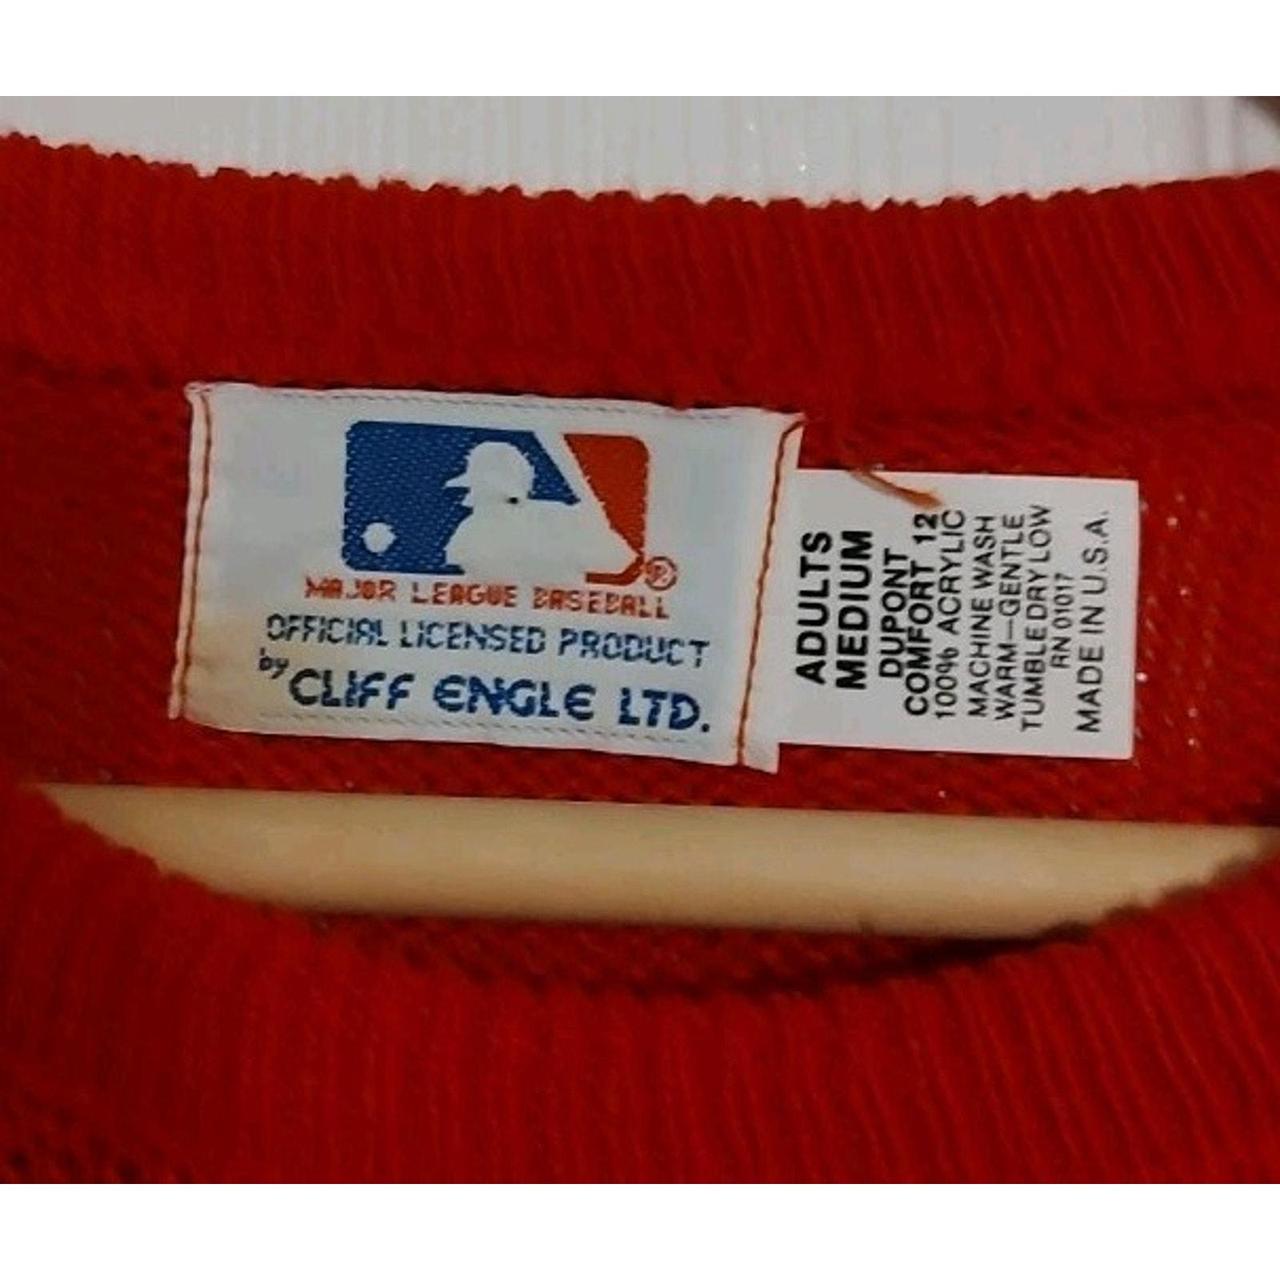 ®
MAJOR LEAGUE BASEBALL
OFFICIAL LICENSED PRODUCT
by CLIFF ENGLE LTD.
ADULTS
MEDIUM
DUPONT
COMFORT 12
100% ACRYLIC
MACHINE WASH
WARM—GENTLE
TUMBLE DRY LOW
RN 01017
MADE IN U.S.A.